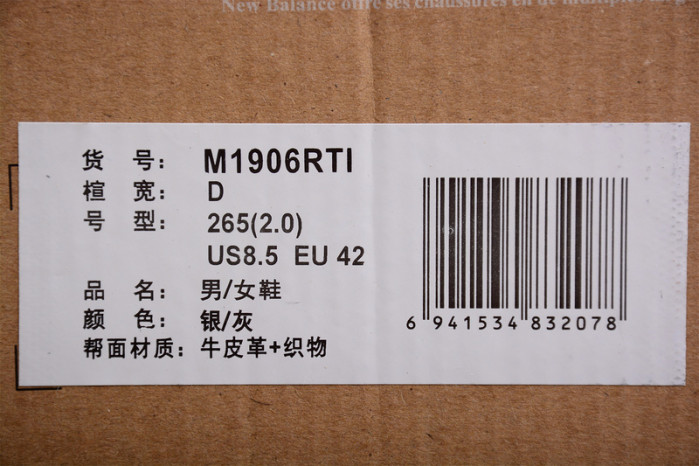 New Balance offre ses chaussures en de multiples
货 号： M1906RTI
楦 宽： D
号 型： 265(2.0)
US8.5 EU 42
品 名： 男/女鞋
颜 色： 银/灰
帮面材质： 牛皮革+织物
6 941534 832078